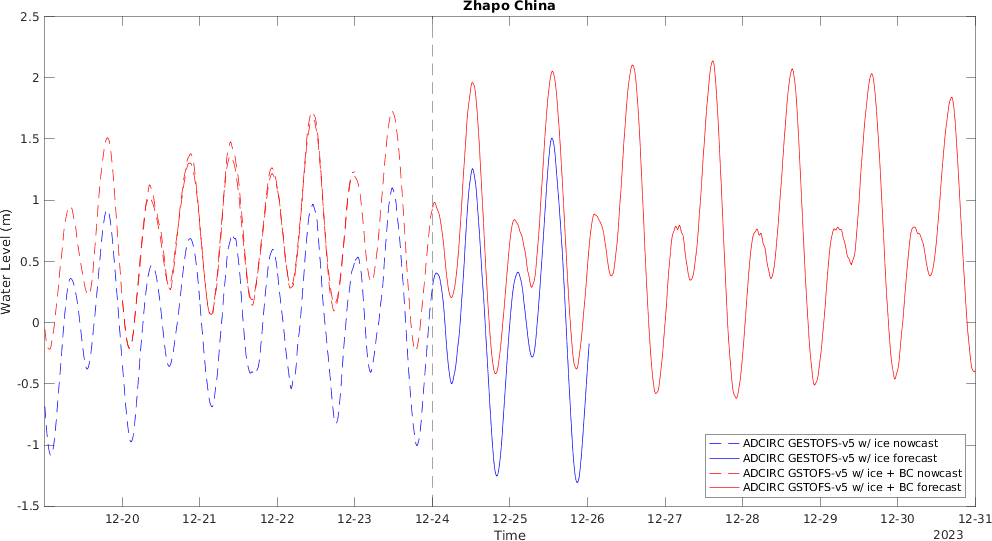 Zhapo China
Water Level (m)
2.5
2
1.5
1
0.5
0
-0.5
-1
-1.5
ADCIRC GESTOFS-v5 w/ ice nowcast
ADCIRC GESTOFS-v5 w/ ice forecast
ADCIRC GSTOFS-v5 w/ ice + BC nowcast
ADCIRC GSTOFS-v5 w/ ice + BC forecast
12-20 12-21 12-22 12-23 12-24 12-25 12-26 12-27 12-28 12-29 12-30 12-31
Time
2023